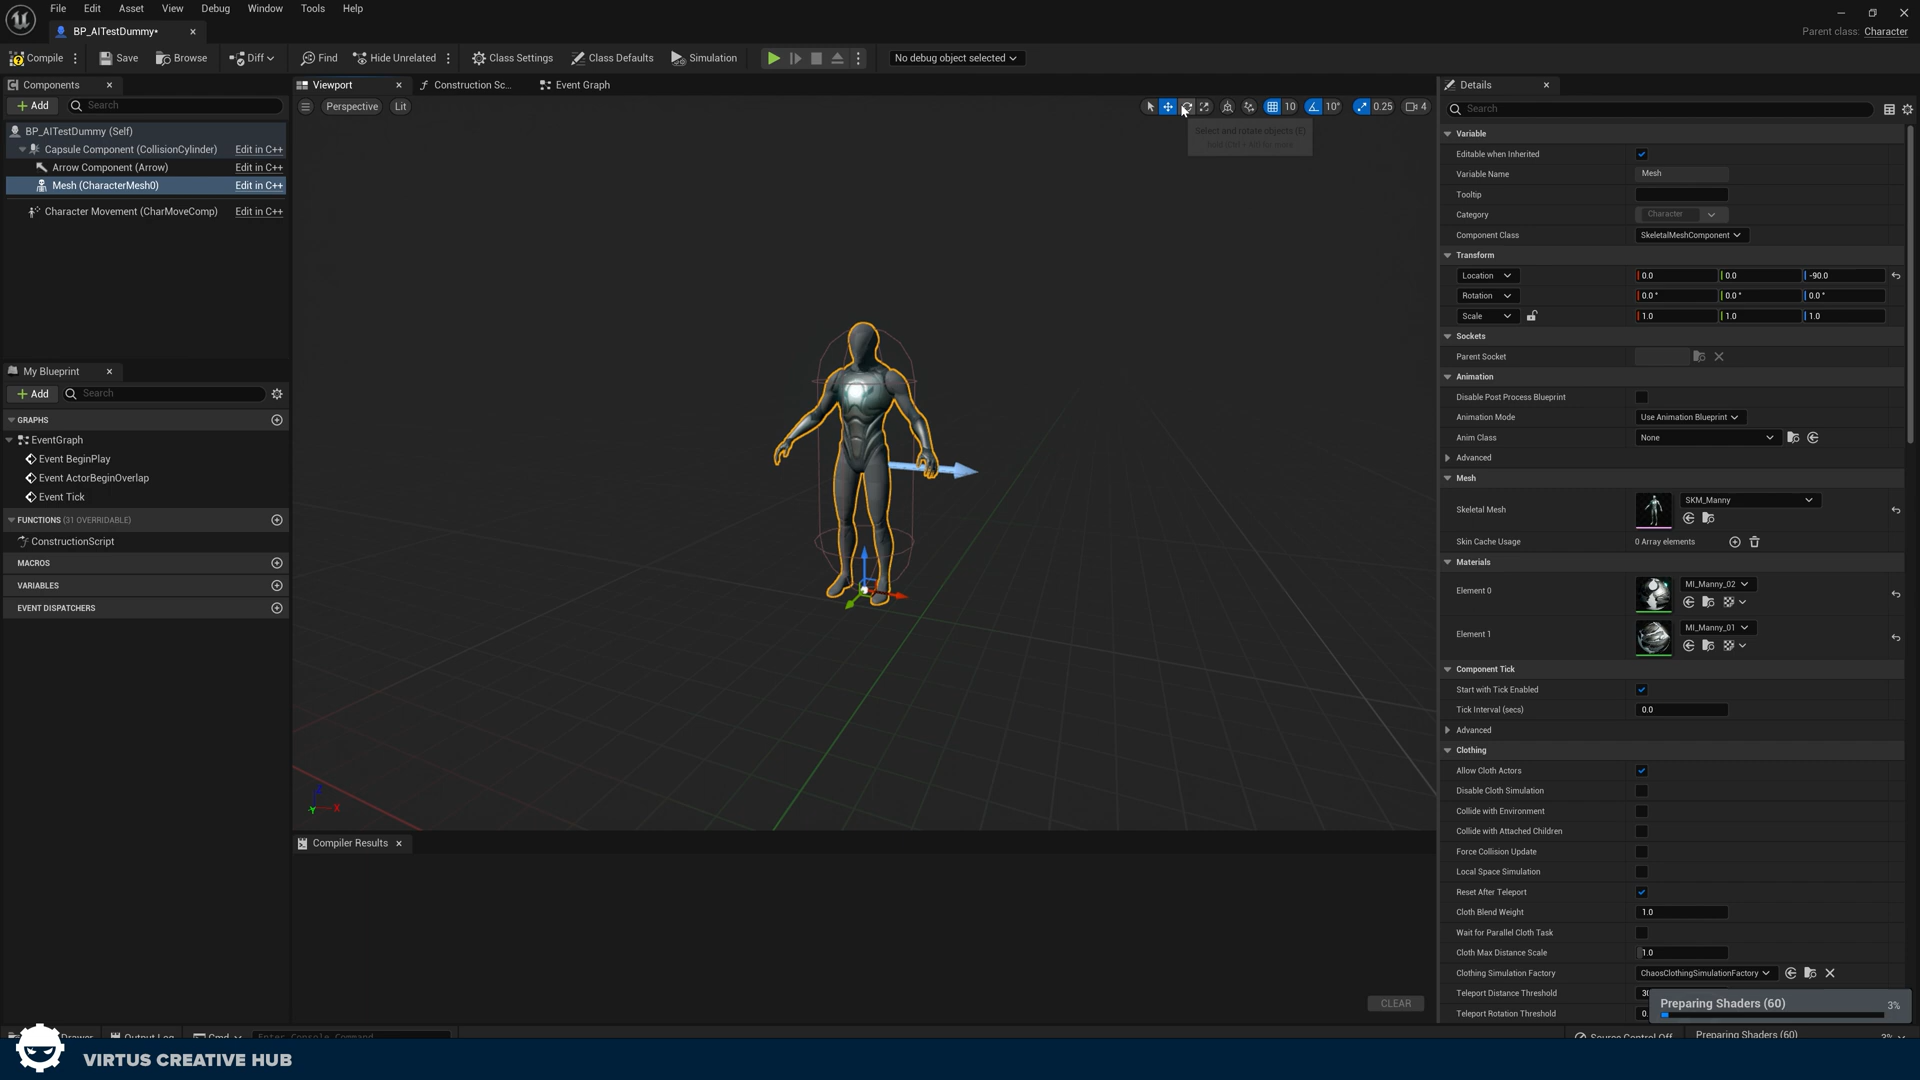 File Edit Asset View Debug Window Tools Help
BP_AITestDummy*
Parent class: Character
Compile Save Browse Diff Find Hide Unrelated Class Settings Class Defaults Simulation No debug object selected
Components
Add Search
BP_AITestDummy (Self)
Capsule Component (CollisionCylinder) Edit in C++
Arrow Component (Arrow) Edit in C++
Mesh (CharacterMesh0) Edit in C++
Character Movement (CharMoveComp) Edit in C++
My Blueprint
Add Search
GRAPHS
EventGraph
Event BeginPlay
Event ActorBeginOverlap
Event Tick
FUNCTIONS (31 OVERRIDABLE)
ConstructionScript
MACROS
VARIABLES
EVENT DISPATCHERS
Viewport Construction Sc... Event Graph
Perspective Lit 10 10° 0.25 4
Select and rotate objects (E)
X
Compiler Results
CLEAR
Details
Search
Variable
Editable when Inherited
Variable Name Mesh
Tooltip
Category Character
Component Class SkeletalMeshComponent
Transform
Location 0.0 0.0 -90.0
Rotation 0.0° 0.0° 0.0°
Scale 1.0 1.0 1.0
Sockets
Parent Socket
Animation
Disable Post Process Blueprint
Animation Mode Use Animation Blueprint
Anim Class None
Advanced
Mesh
Skeletal Mesh SKM_Manny
Skin Cache Usage 0 Array elements
Materials
Element 0 MI_Manny_02
Element 1 MI_Manny_01
Component Tick
Start with Tick Enabled
Tick Interval (secs) 0.0
Advanced
Clothing
Allow Cloth Actors
Disable Cloth Simulation
Collide with Environment
Collide with Attached Children
Force Collision Update
Local Space Simulation
Reset After Teleport
Cloth Blend Weight 1.0
Wait for Parallel Cloth Task
Cloth Max Distance Scale 1.0
Clothing Simulation Factory ChaosClothingSimulationFactory
Teleport Distance Threshold
Teleport Rotation Threshold
Preparing Shaders (60) 3%
Output Log Cmd Enter Console Command Source Control Off Preparing Shaders (60) 3%
VIRTUS CREATIVE HUB